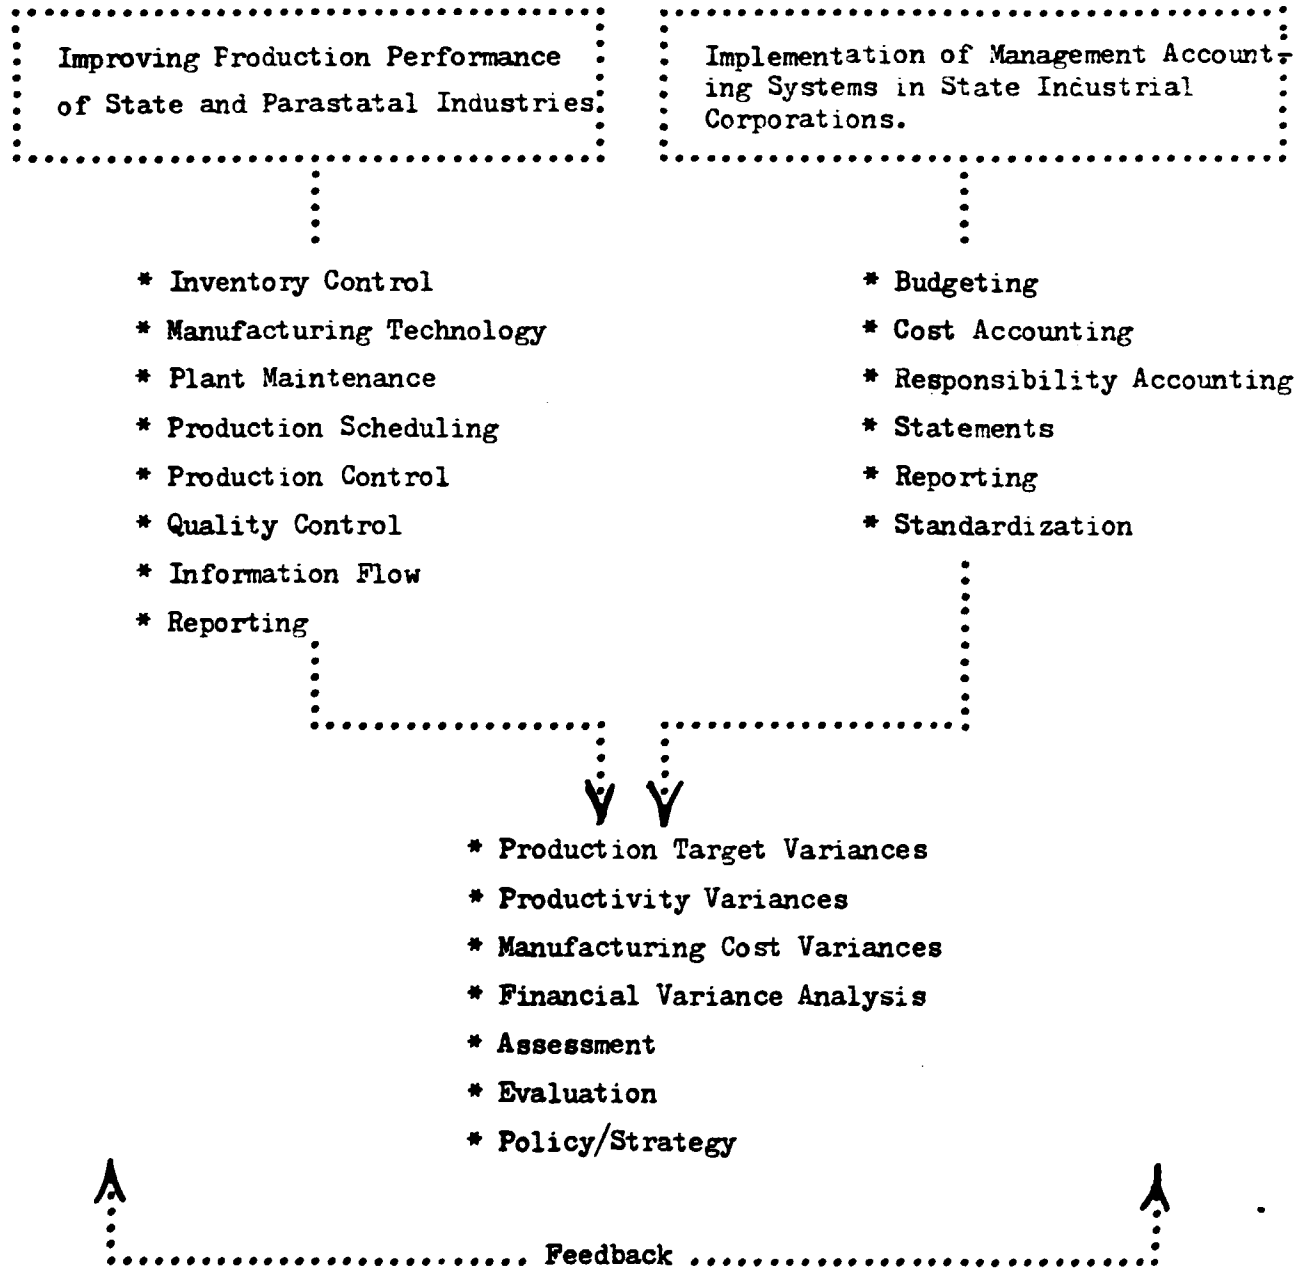 Improving Production Performance
of State and Parastatal Industries.
Implementation of Management Account-
ing Systems in State Industrial
Corporations.
* Inventory Control
* Manufacturing Technology
* Plant Maintenance
* Production Scheduling
* Production Control
* Quality Control
* Information Flow
* Reporting
* Budgeting
* Cost Accounting
* Responsibility Accounting
* Statements
* Reporting
* Standardization
* Production Target Variances
* Productivity Variances
* Manufacturing Cost Variances
* Financial Variance Analysis
* Assessment
* Evaluation
* Policy/Strategy
Feedback